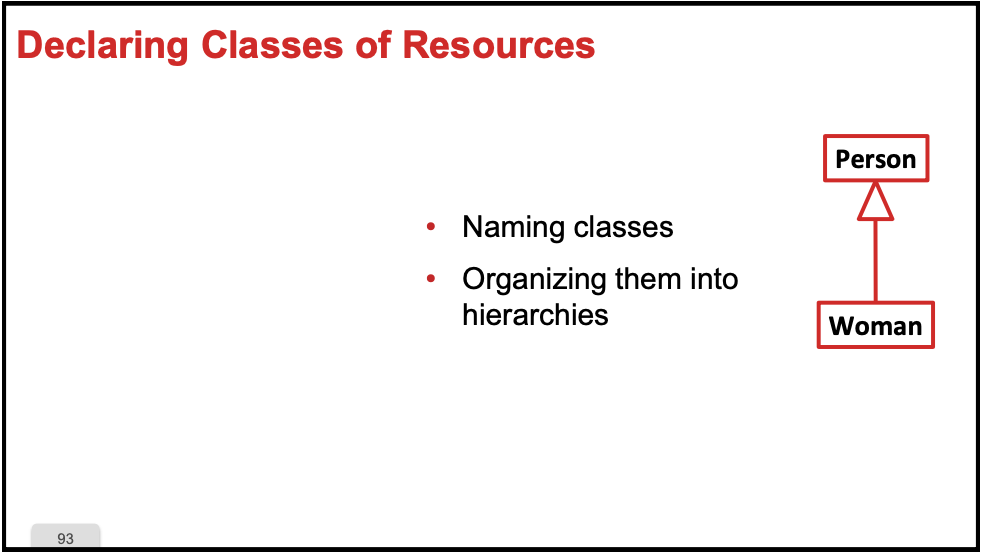 Declaring Classes of Resources
Person
• Naming classes
• Organizing them into
hierarchies
Woman
93